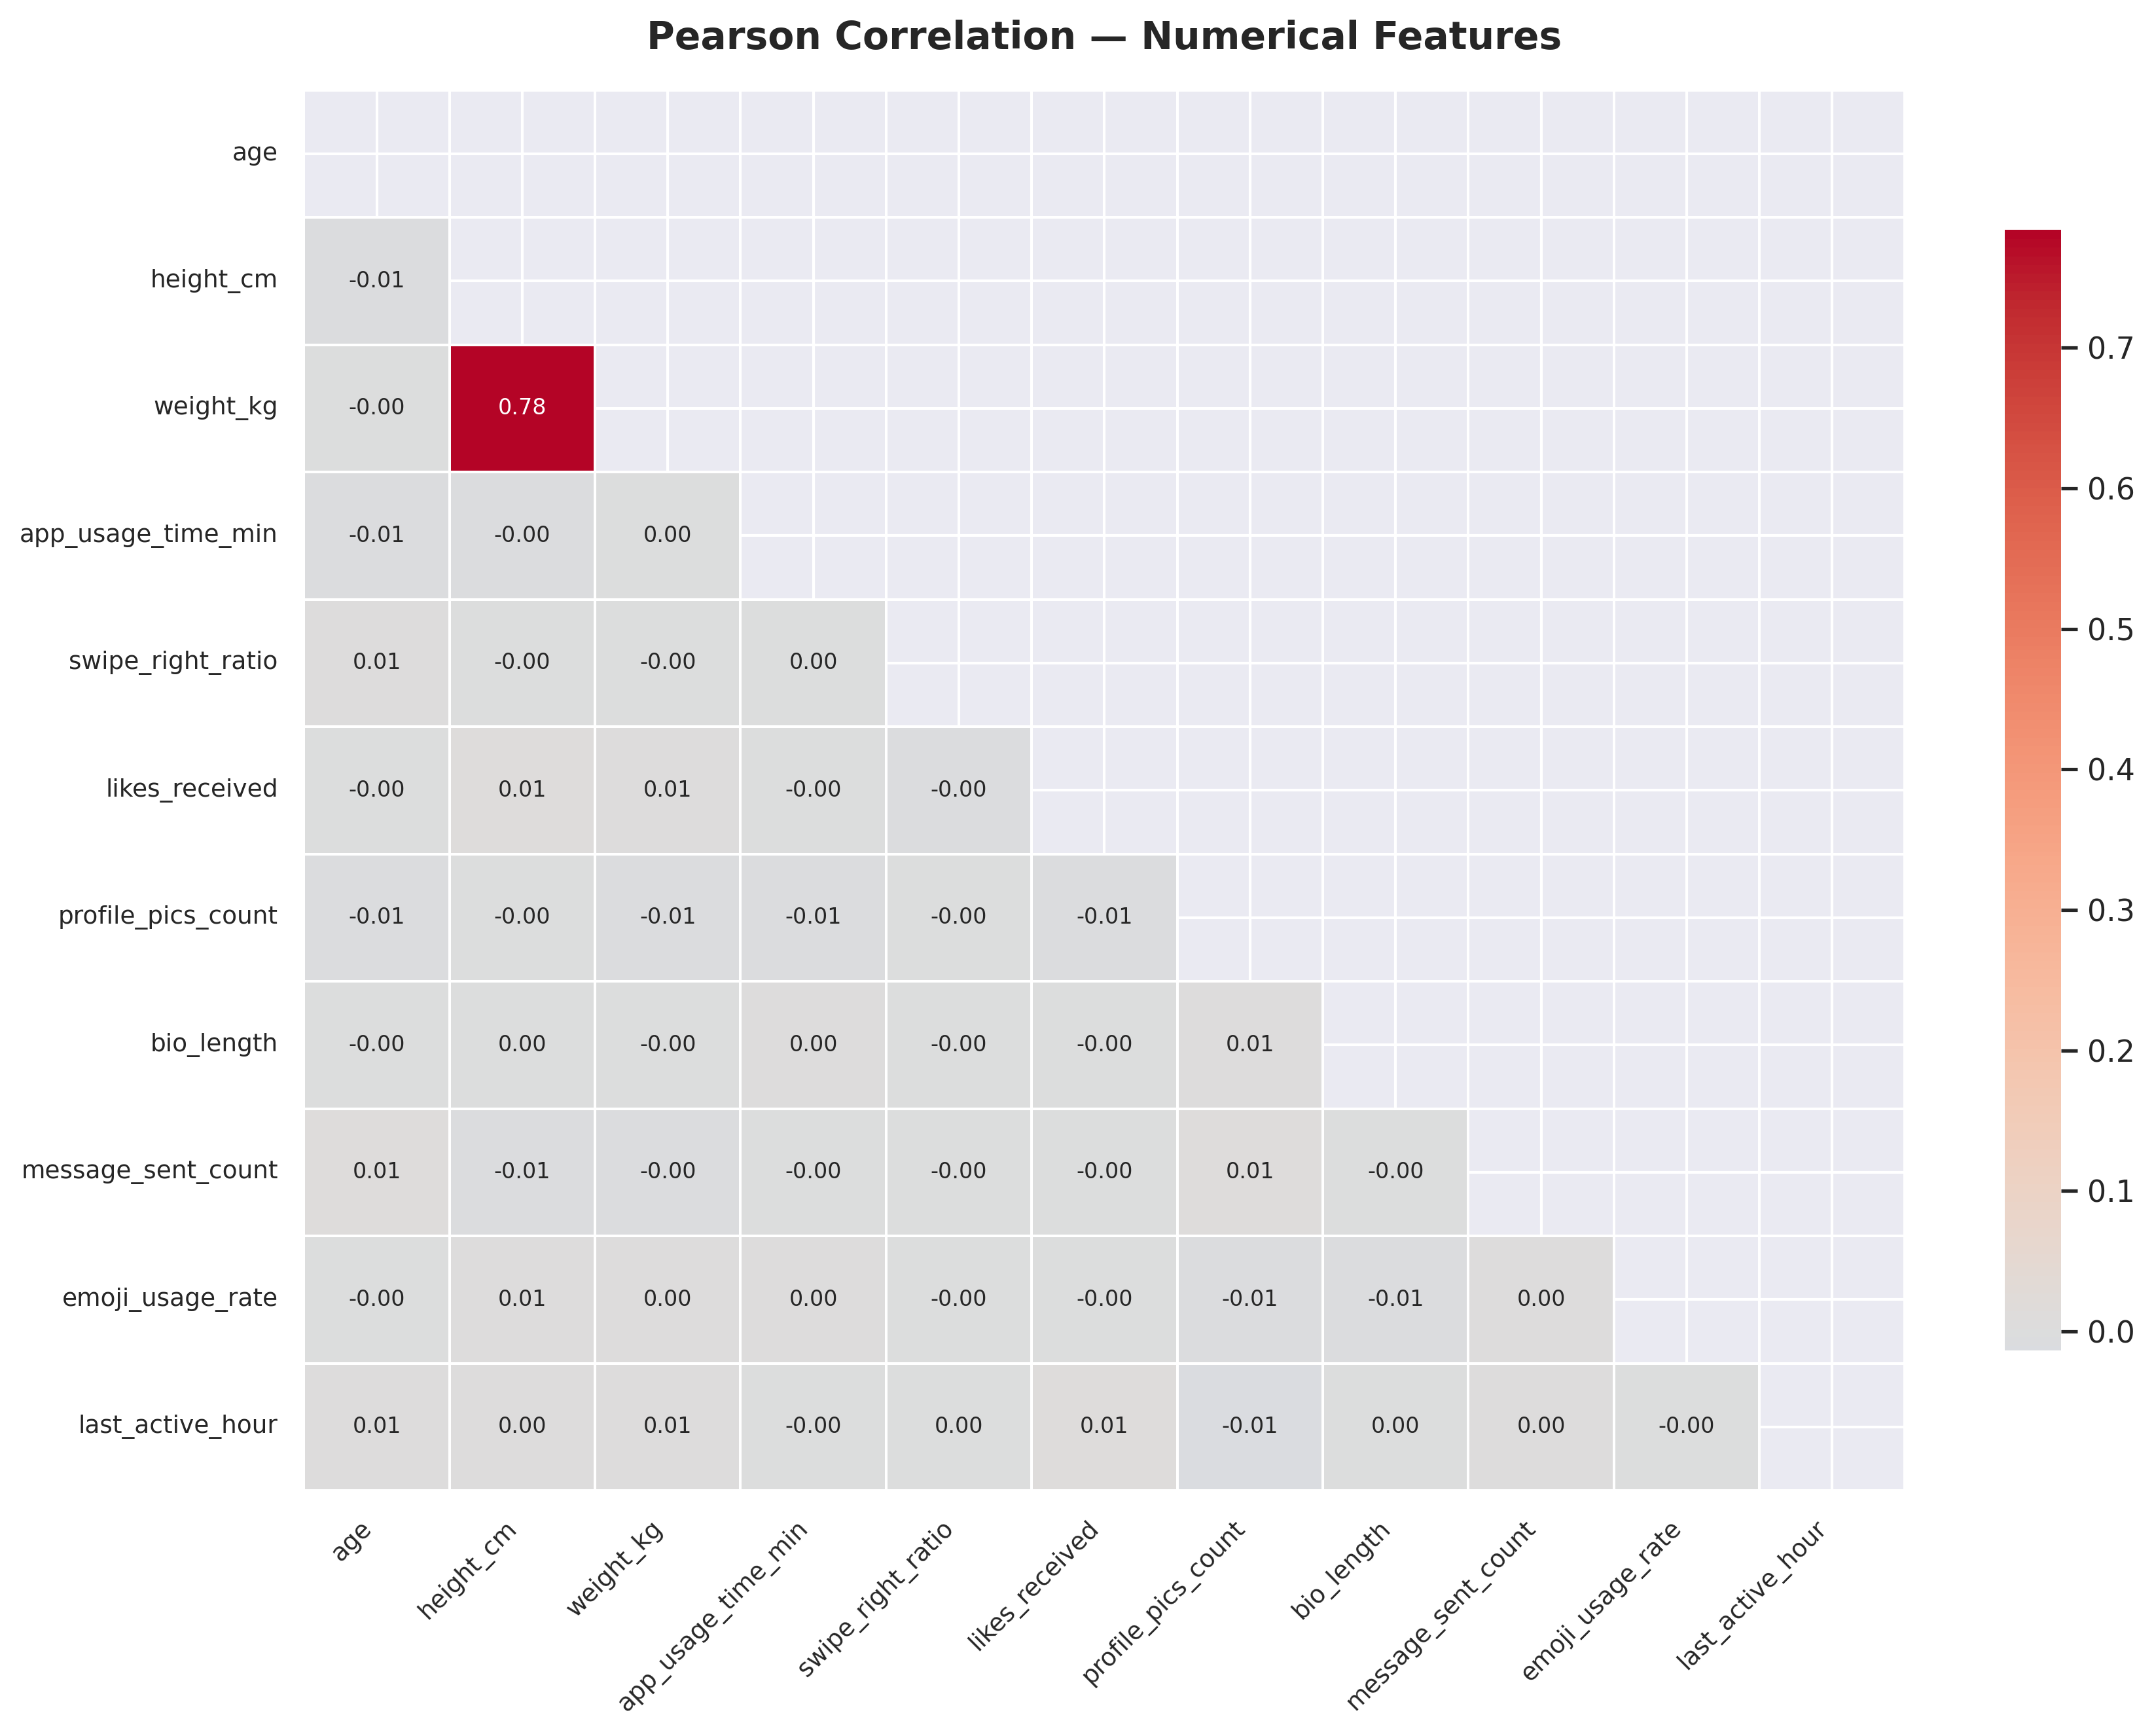 Pearson Correlation — Numerical Features
age
height_cm -0.01
weight_kg -0.00 0.78
app_usage_time_min -0.01 -0.00 0.00
swipe_right_ratio 0.01 -0.00 -0.00 0.00
likes_received -0.00 0.01 0.01 -0.00 -0.00
profile_pics_count -0.01 -0.00 -0.01 -0.01 -0.00 -0.01
bio_length -0.00 0.00 -0.00 0.00 -0.00 -0.00 0.01
message_sent_count 0.01 -0.01 -0.00 -0.00 -0.00 -0.00 0.01 -0.00
emoji_usage_rate -0.00 0.01 0.00 0.00 -0.00 -0.00 -0.01 -0.01 0.00
last_active_hour 0.01 0.00 0.01 -0.00 0.00 0.01 -0.01 0.00 0.00 -0.00
age
height_cm
weight_kg
app_usage_time_min
swipe_right_ratio
likes_received
profile_pics_count
bio_length
message_sent_count
emoji_usage_rate
last_active_hour
0.7
0.6
0.5
0.4
0.3
0.2
0.1
0.0